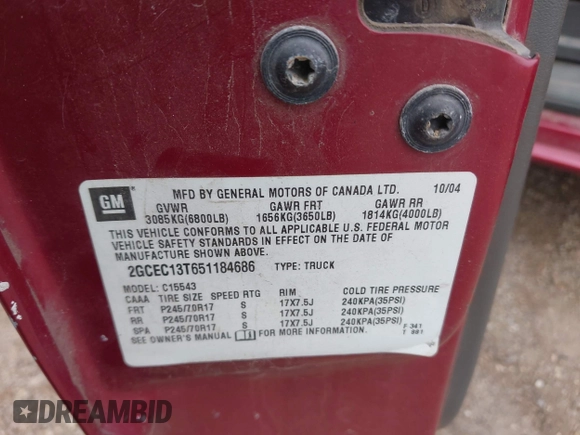 GM
MFD BY GENERAL MOTORS OF CANADA LTD. 10/04
GVWR GAWR FRT GAWR RR
3085KG(6800LB) 1656KG(3650LB) 1814KG(4000LB)
THIS VEHICLE CONFORMS TO ALL APPLICABLE U.S. FEDERAL MOTOR
VEHICLE SAFETY STANDARDS IN EFFECT ON THE DATE OF
MANUFACTURE SHOWN ABOVE.
2GCEC13T651184686 TYPE: TRUCK
MODEL: C15543
CAAA TIRE SIZE SPEED RTG RIM COLD TIRE PRESSURE
FRT P245/70R17 S 17X7.5J 240KPA(35PSI)
RR P245/70R17 S 17X7.5J 240KPA(35PSI)
SPA P245/70R17 S 17X7.5J 240KPA(35PSI)
SEE OWNER'S MANUAL FOR MORE INFORMATION.
F 341
T 081
DREAMBID